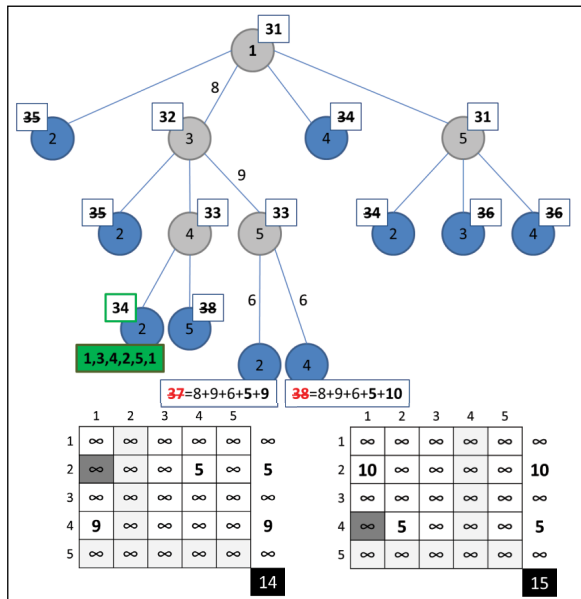 31
1
8
35 32 34 31
2 3 4 5
9
35 33 33 34 36 36
2 4 5 2 3 4
34 38 6 6
2 5
1,3,4,2,5,1 2 4
37=8+9+6+5+9 38=8+9+6+5+10
1 2 3 4 5
1 ∞ ∞ ∞ ∞ ∞ ∞
2 ∞ ∞ ∞ 5 ∞ 5
3 ∞ ∞ ∞ ∞ ∞ ∞
4 9 ∞ ∞ ∞ ∞ 9
5 ∞ ∞ ∞ ∞ ∞
14
1 2 3 4 5
1 ∞ ∞ ∞ ∞ ∞ ∞
2 10 ∞ ∞ ∞ ∞ 10
3 ∞ ∞ ∞ ∞ ∞ ∞
4 ∞ 5 ∞ ∞ ∞ 5
5 ∞ ∞ ∞ ∞ ∞
15